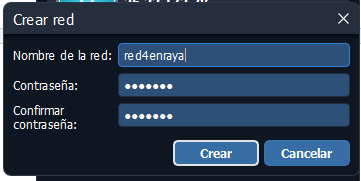 Crear red
Nombre de la red: red4enraya
Contraseña: ●●●●●●●
Confirmar
contraseña: ●●●●●●●
Crear Cancelar